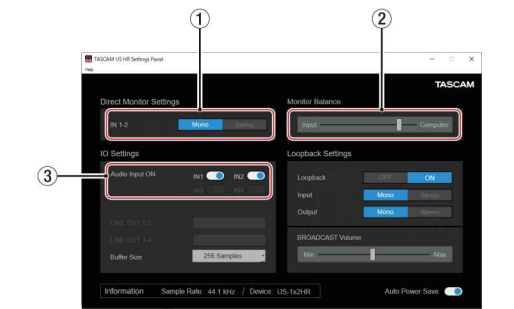 ① ②
③
TASCAM US HR Settings Panel
Help
TASCAM
Direct Monitor Settings
IN 1-2 Mono Stereo
Monitor Balance
Input Computer
IO Settings
Audio Input ON IN1 IN2
IN3 IN4
LINE OUT 1-2
LINE OUT 3-4
Buffer Size 256 Samples
Loopback Settings
Loopback OFF ON
Input Mono Stereo
Output Mono Stereo
BROADCAST Volume
Min Max
Information Sample Rate : 44.1 kHz / Device : US-1x2HR Auto Power Save